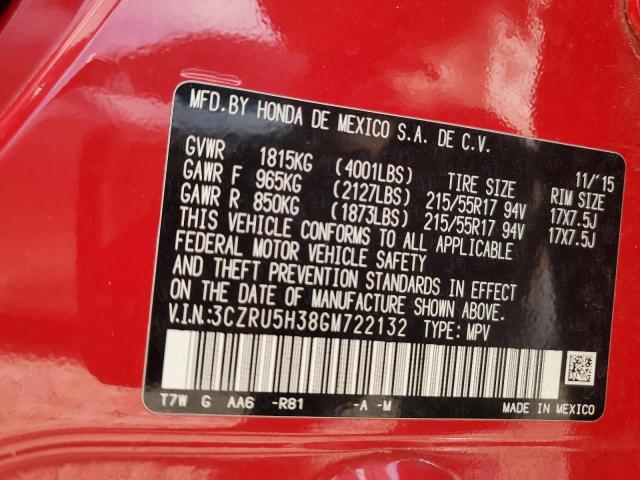 MFD.BY HONDA DE MEXICO S.A. DE C.V.
11/'15
GVWR 1815KG (4001LBS) TIRE SIZE RIM SIZE
GAWR F 965KG (2127LBS) 215/55R17 94V 17X7.5J
GAWR R 850KG (1873LBS) 215/55R17 94V 17X7.5J
THIS VEHICLE CONFORMS TO ALL APPLICABLE
FEDERAL MOTOR VEHICLE SAFETY
AND THEFT PREVENTION STANDARDS IN EFFECT
ON THE DATE OF MANUFACTURE SHOWN ABOVE.
V.I.N:3CZRU5H38GM722132 TYPE: MPV
T7W G AA6 -R81 -A -M
MADE IN MEXICO